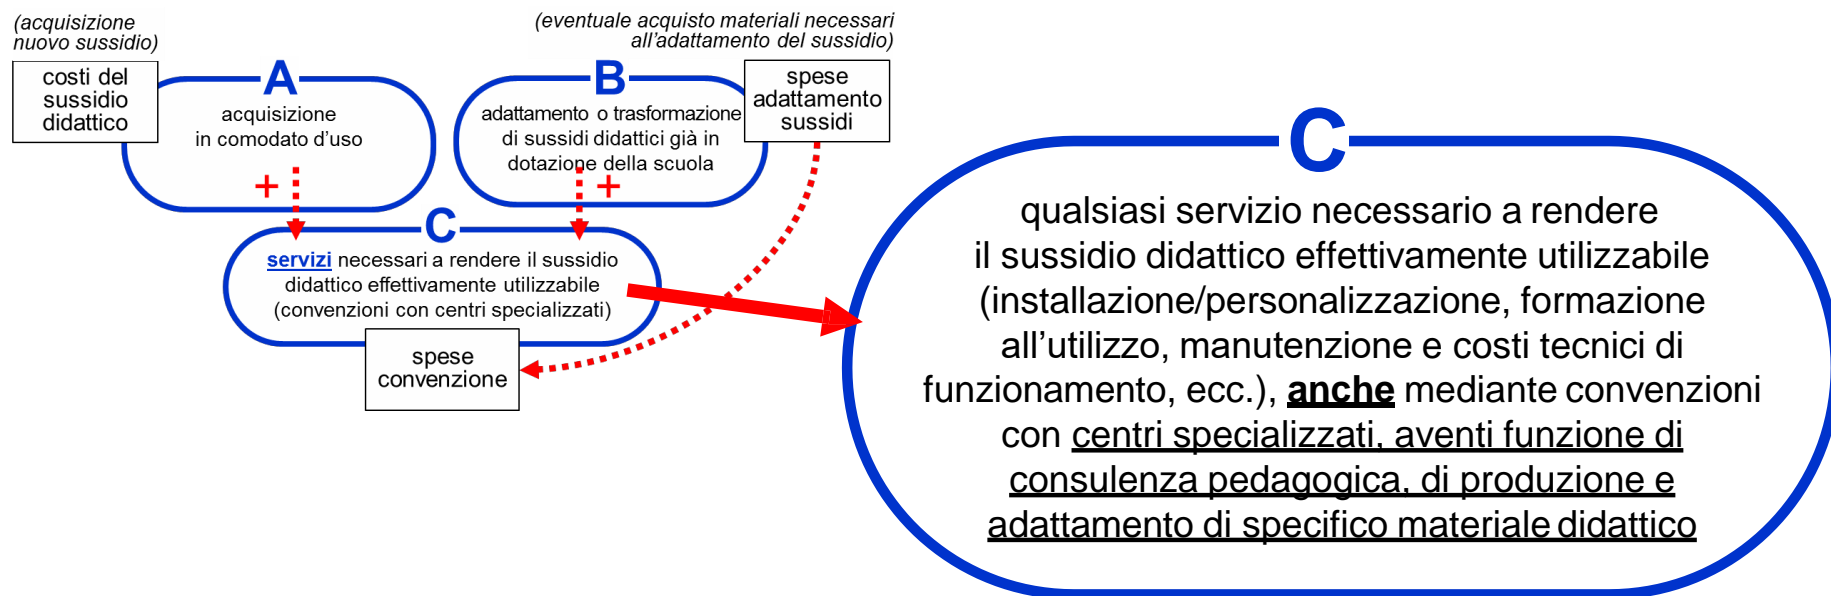 (acquisizione
nuovo sussidio)
costi del
sussidio
didattico
A
acquisizione
in comodato d’uso
+
(eventuale acquisto materiali necessari
all’adattamento del sussidio)
B
adattamento o trasformazione
di sussidi didattici già in
dotazione della scuola
+
spese
adattamento
sussidi
C
servizi necessari a rendere il sussidio
didattico effettivamente utilizzabile
(convenzioni con centri specializzati)
spese
convenzione
C
qualsiasi servizio necessario a rendere
il sussidio didattico effettivamente utilizzabile
(installazione/personalizzazione, formazione
all’utilizzo, manutenzione e costi tecnici di
funzionamento, ecc.), anche mediante convenzioni
con centri specializzati, aventi funzione di
consulenza pedagogica, di produzione e
adattamento di specifico materiale didattico